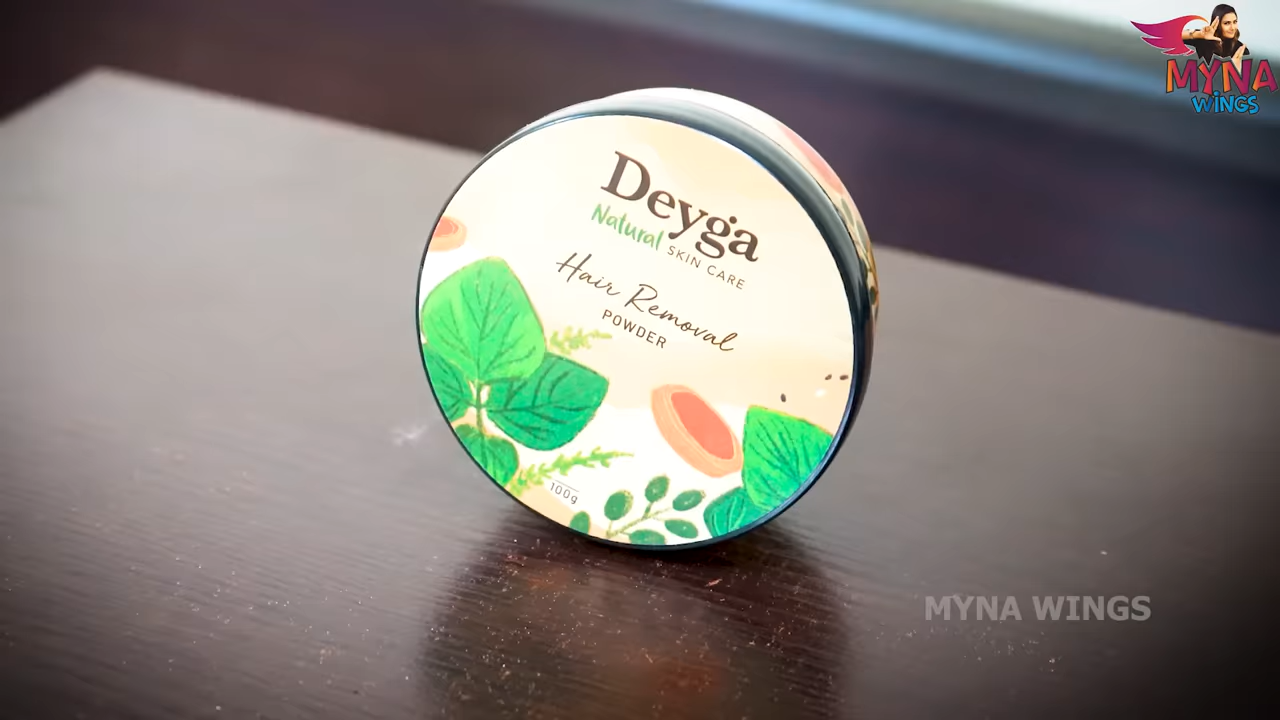 MYNA
WiNGS
Deyga
Natural SKIN CARE
Hair Removal
POWDER
100g
MYNA WINGS